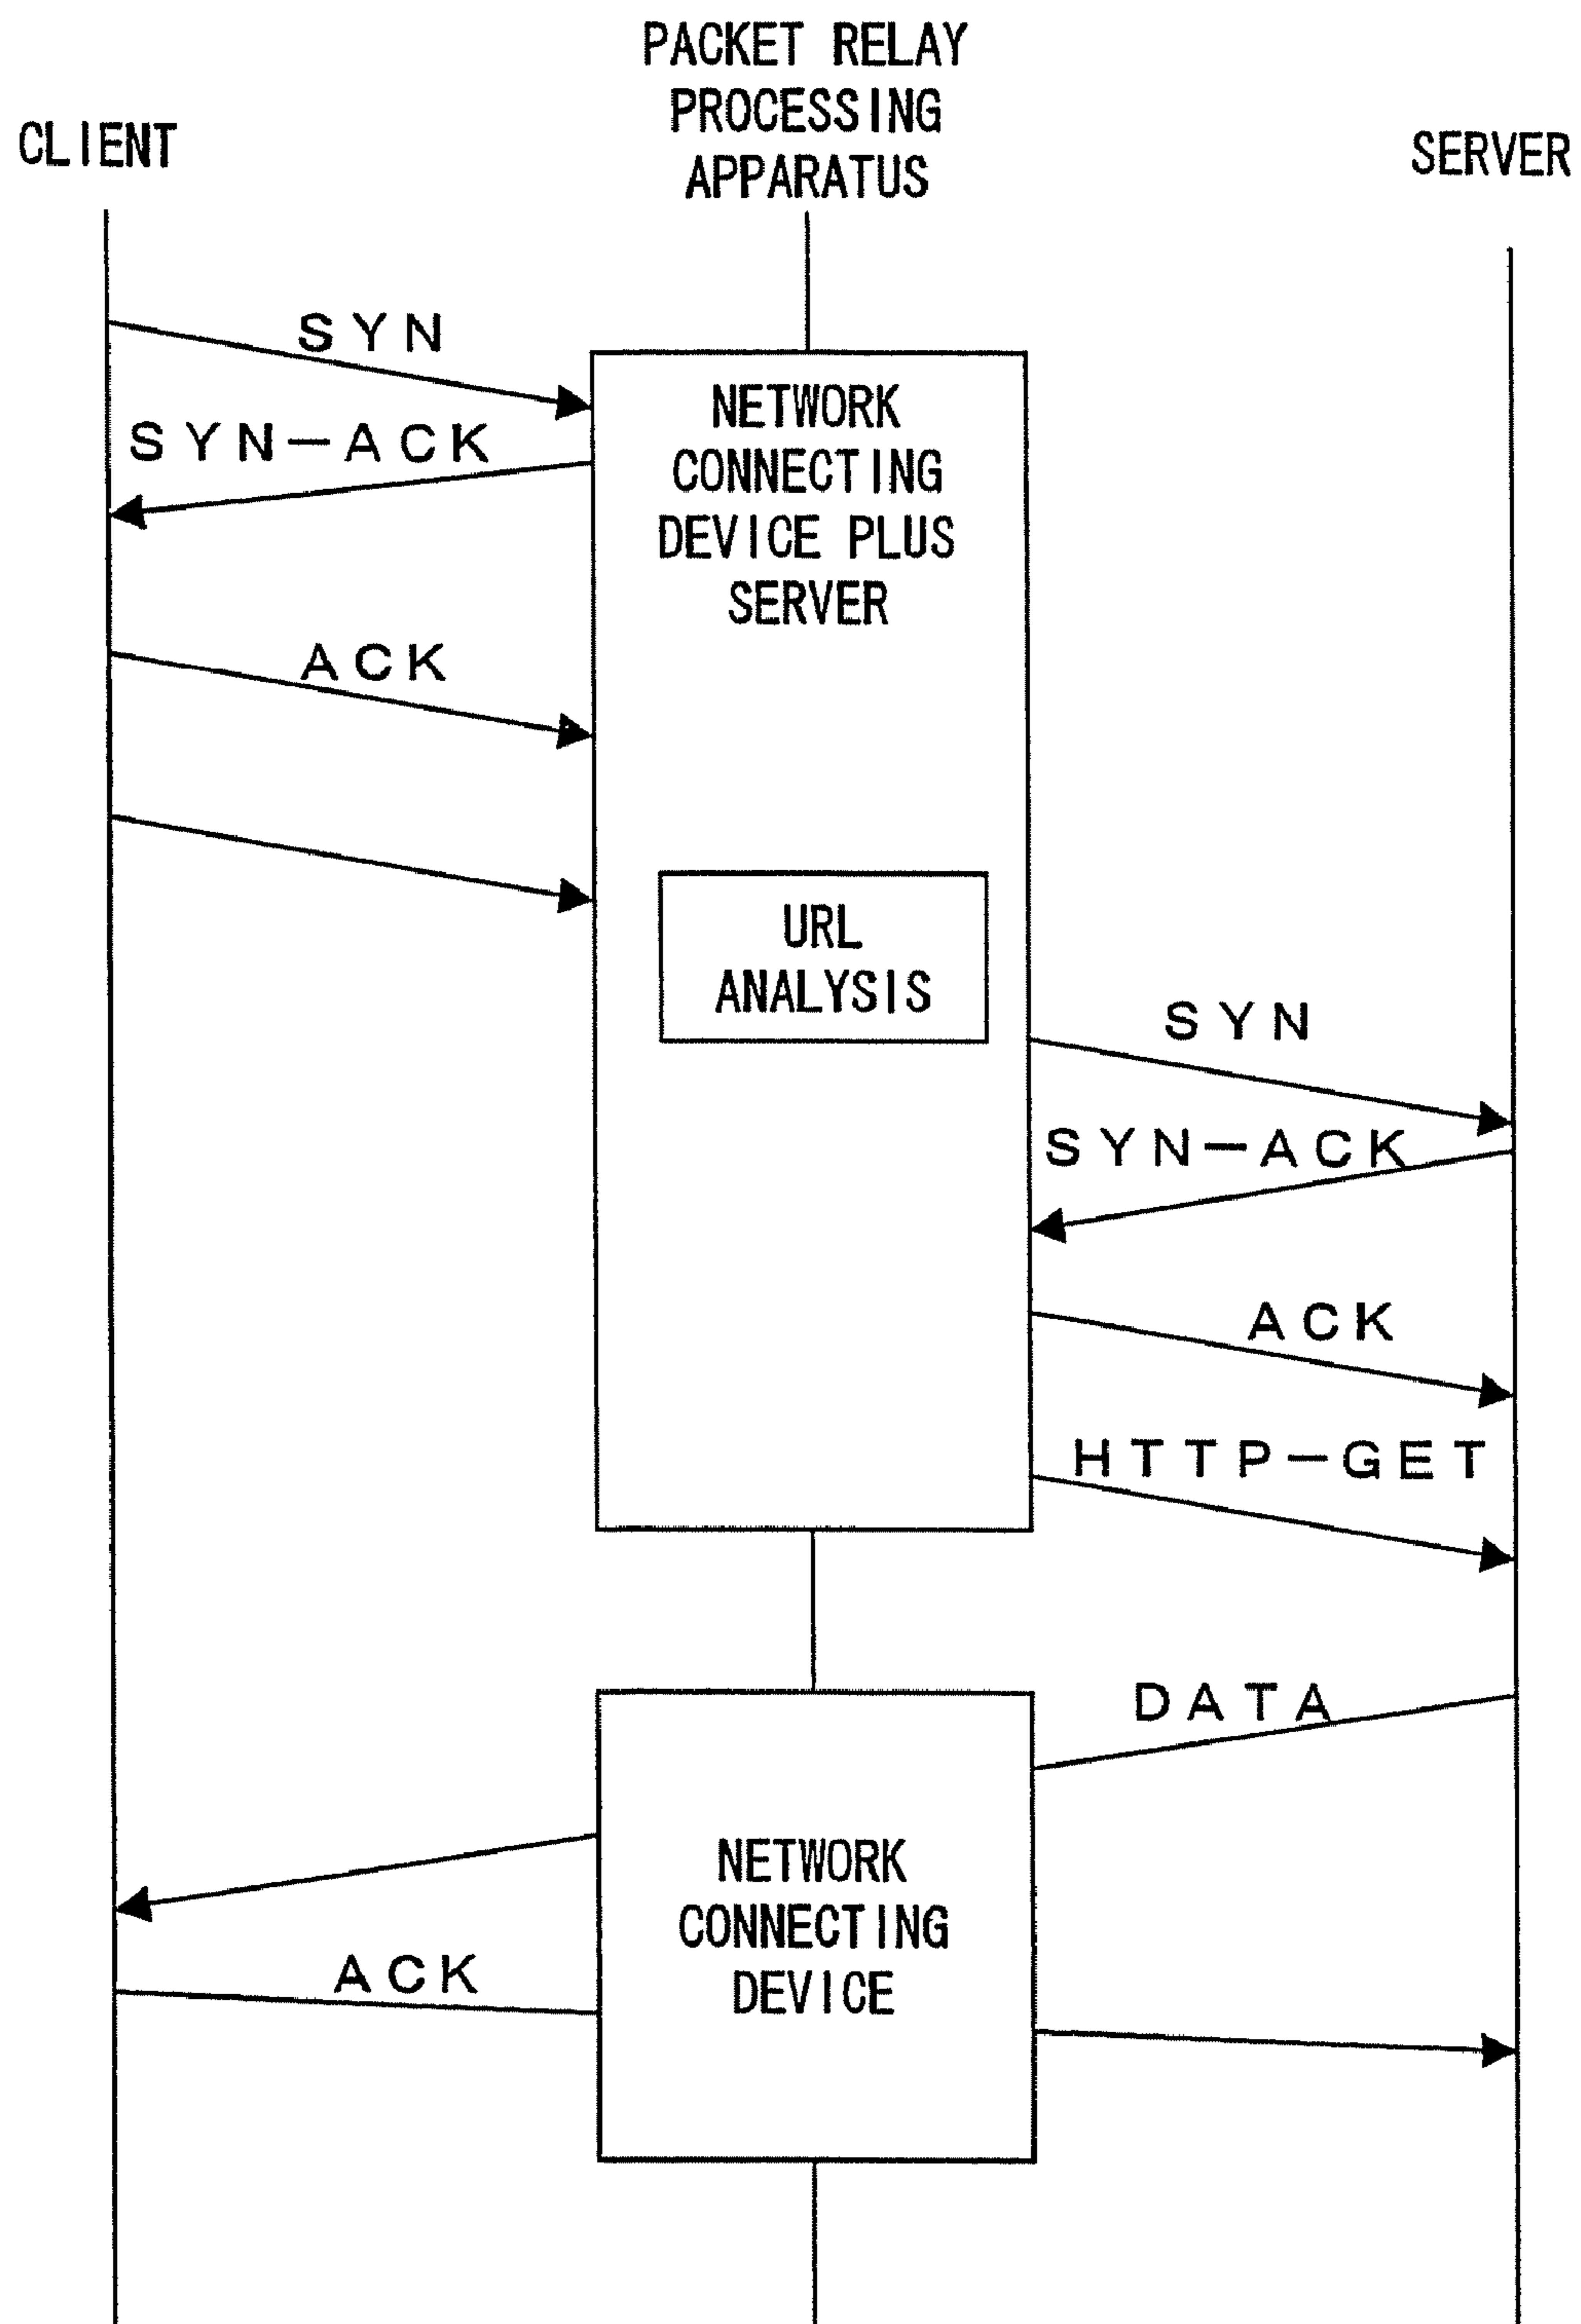 PACKET RELAY
PROCESSING
APPARATUS
CLIENT
SERVER
SYN
NETWORK
CONNECTING
DEVICE PLUS
SERVER
SYN-ACK
ACK
URL
ANALYSIS
SYN
SYN-ACK
ACK
HTTP-GET
DATA
NETWORK
CONNECTING
DEVICE
ACK